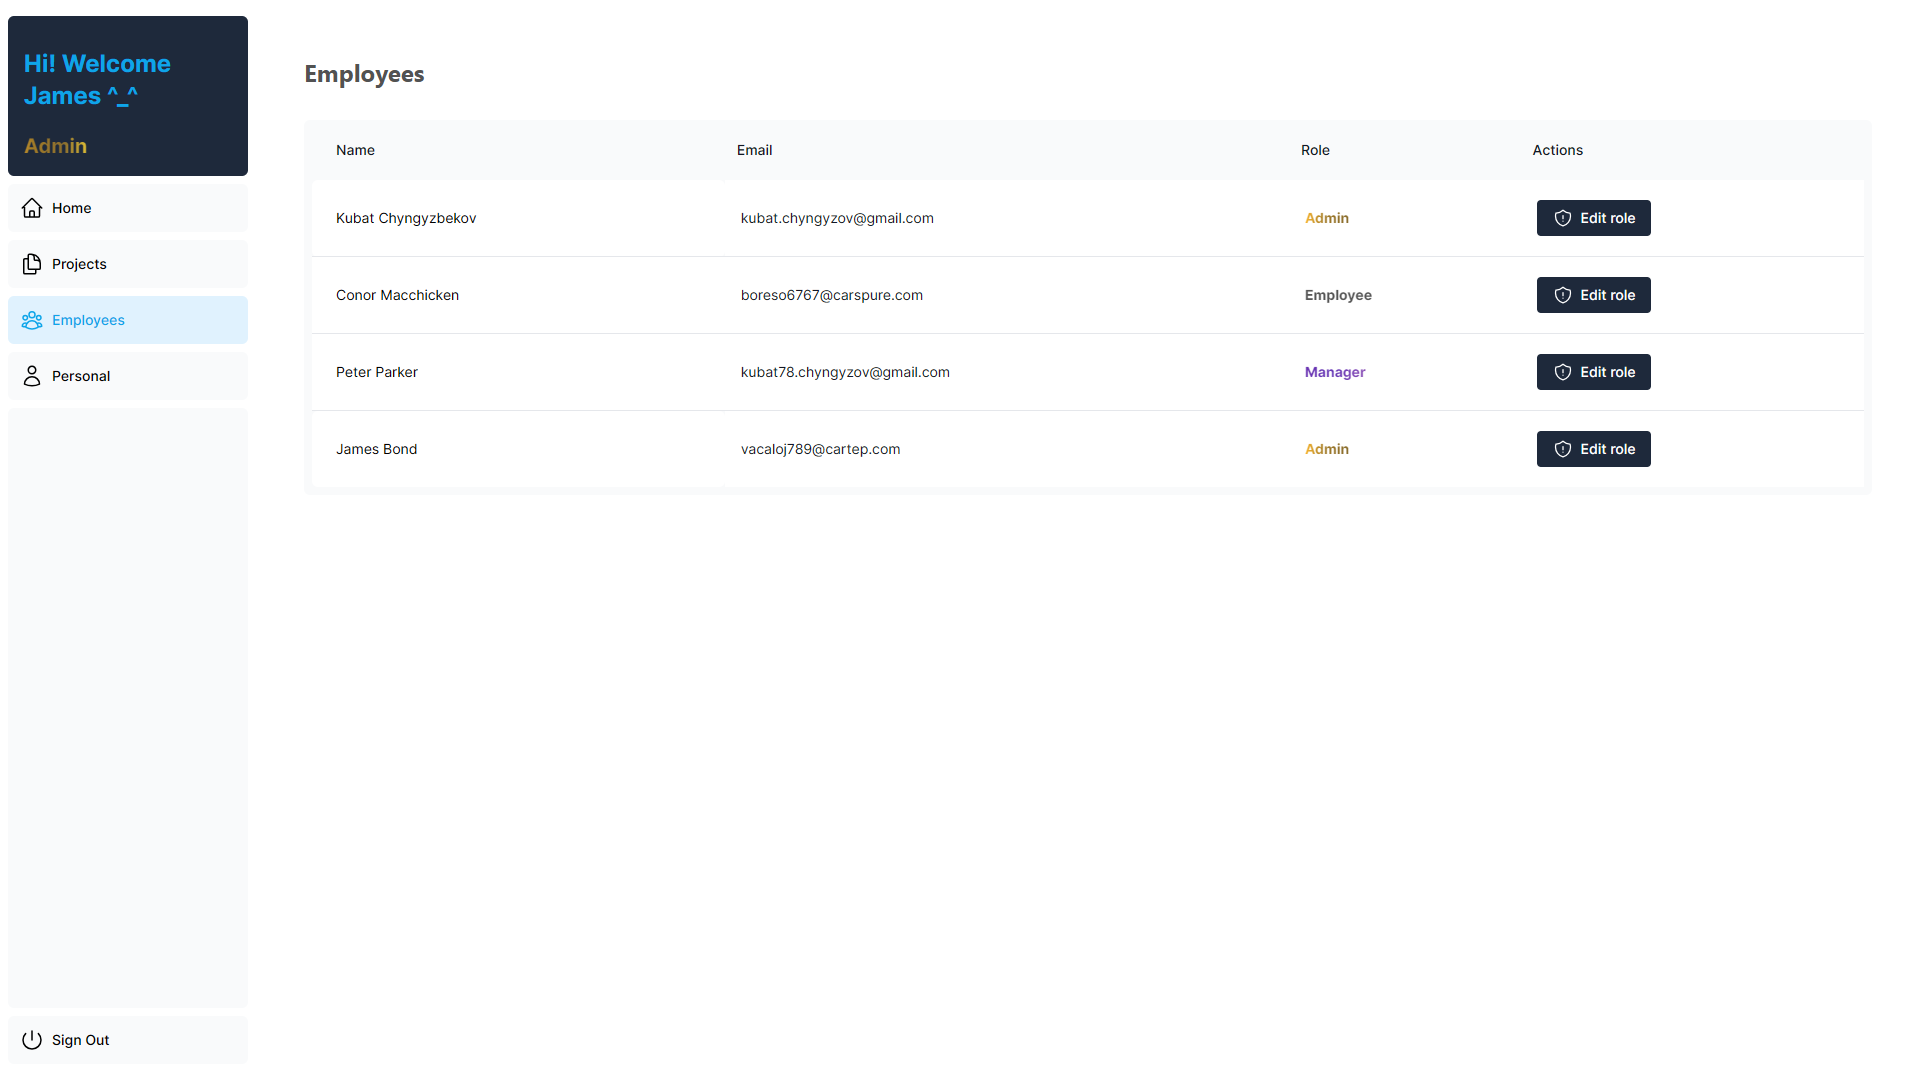 Hi! Welcome
James ^_^
Admin
Home
Projects
Employees
Personal
Sign Out
Employees
Name Email Role Actions
Kubat Chyngyzbekov kubat.chyngyzov@gmail.com Admin Edit role
Conor Macchicken boreso6767@carspure.com Employee Edit role
Peter Parker kubat78.chyngyzov@gmail.com Manager Edit role
James Bond vacaloj789@cartep.com Admin Edit role